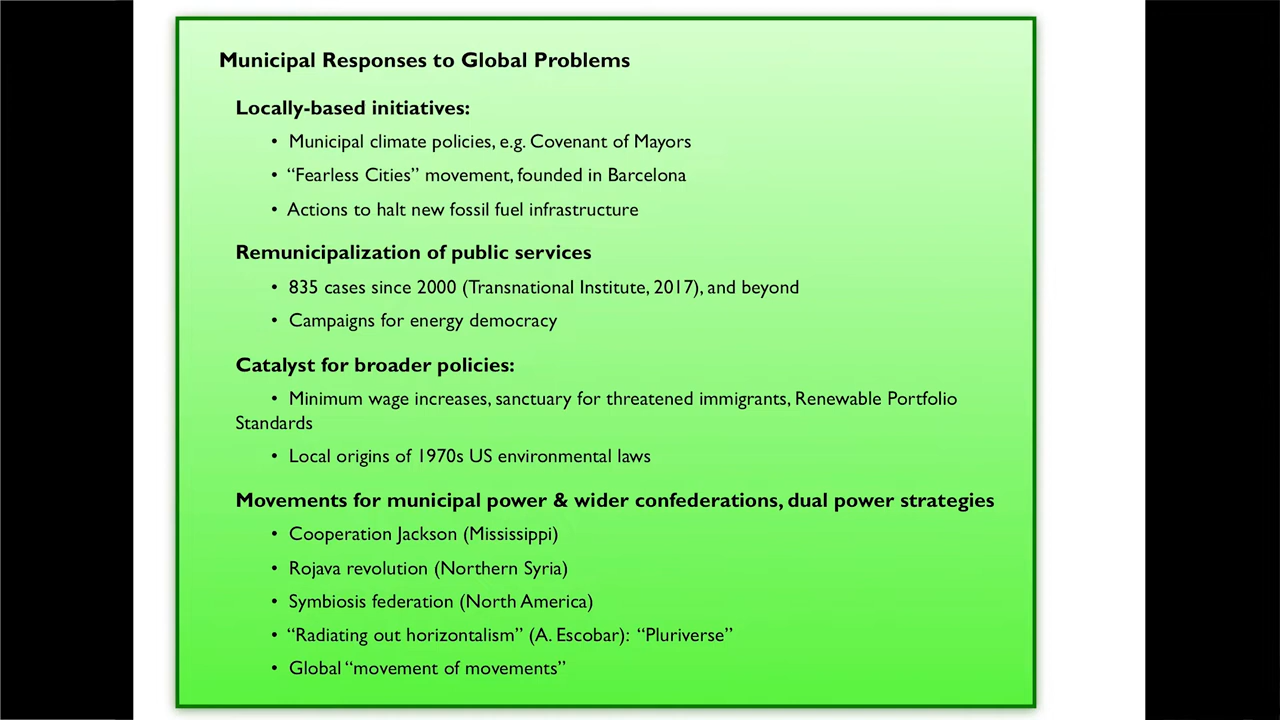 Municipal Responses to Global Problems
Locally-based initiatives:
• Municipal climate policies, e.g. Covenant of Mayors
• “Fearless Cities” movement, founded in Barcelona
• Actions to halt new fossil fuel infrastructure
Remunicipalization of public services
• 835 cases since 2000 (Transnational Institute, 2017), and beyond
• Campaigns for energy democracy
Catalyst for broader policies:
• Minimum wage increases, sanctuary for threatened immigrants, Renewable Portfolio
Standards
• Local origins of 1970s US environmental laws
Movements for municipal power & wider confederations, dual power strategies
• Cooperation Jackson (Mississippi)
• Rojava revolution (Northern Syria)
• Symbiosis federation (North America)
• “Radiating out horizontalism” (A. Escobar): “Pluriverse”
• Global “movement of movements”